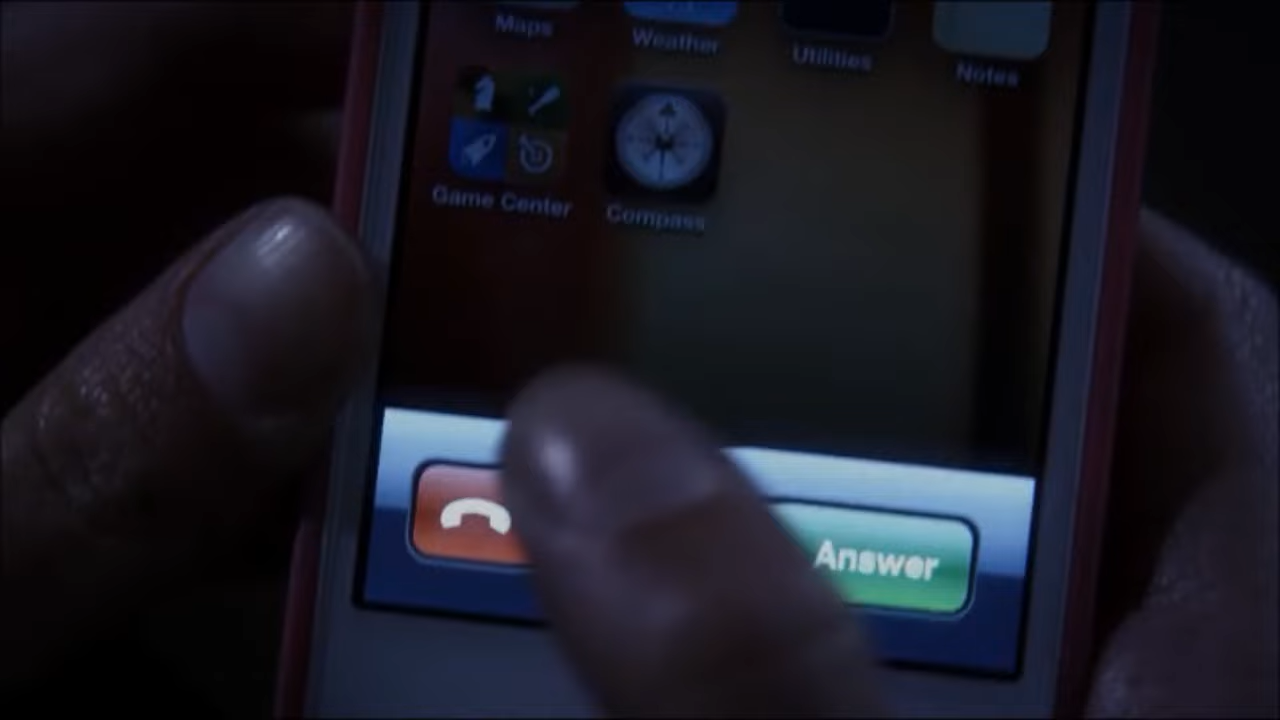 Maps
Weather
Utilities
Notes
Game Center
Compass
Answer